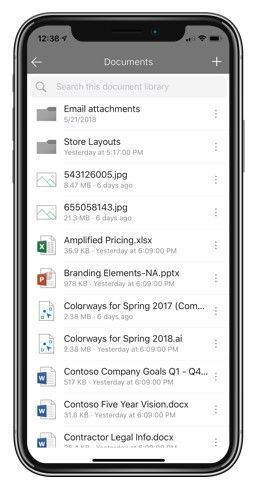 12:38
Documents
Search this document library
Email attachments
5/21/2018
Store Layouts
Yesterday at 5:17:00 PM
543126005.jpg
8.47 MB · 6 days ago
655058143.jpg
21.3 MB · 6 days ago
Amplified Pricing.xlsx
36.9 KB · Yesterday at 6:09:00 PM
Branding Elements-NA.pptx
978 KB · Yesterday at 6:09:00 PM
Colorways for Spring 2017 (Com...
2.38 MB · 6 days ago
Colorways for Spring 2018.ai
2.38 MB · Yesterday at 6:09:00 PM
Contoso Company Goals Q1 - Q4...
517 KB · Yesterday at 6:09:00 PM
Contoso Five Year Vision.docx
31.8 KB · Yesterday at 6:09:00 PM
Contractor Legal Info.docx